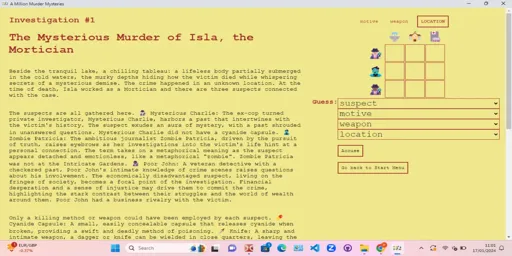 A Million Murder Mysteries
Investigation #1
motive weapon LOCATION
The Mysterious Murder of Isla, the
Mortician
Beside the tranquil lake, a chilling tableau: a lifeless body partially submerged
in the cold waters, the murky depths hiding how the victim died while whispering
secrets of a mysterious demise. The crime happened in an unknown location. At the
time of death, Isla worked as a Mortician and there are three suspects connected
with the case.
The suspects are all gathered here. Mysterious Charlie: The ex-cop turned
private investigator, Mysterious Charlie, harbors a past that intertwines
with the victim's history. The suspect exudes an aura of mystery, with a past shrouded
in unanswered questions. Mysterious Charlie did not have a cyanide capsule.
Zombie Patricia: The ambitious journalist Zombie Patricia, driven by the pursuit
of truth, raises eyebrows as her investigations into the victim's life hint at a
personal connection. The term takes on a metaphorical meaning as the suspect
appears detached and emotionless, like a metaphorical "zombie". Zombie Patricia
was not at the Intricate Gardens. Poor John: A veteran detective with a
checkered past. Poor John's intimate knowledge of crime scenes raises questions
about his involvement. The economically disadvantaged suspect, living on the
fringes of society, becomes a focal point of the investigation. Financial
desperation and a sense of injustice may drive them to commit the crime,
highlighting the stark contrast between their struggles and the world of wealth
around them. Poor John had a business rivalry with the victim.
Only a killing method or weapon could have been employed by each suspect.
Cyanide Capsule: A small, easily concealable capsule that releases cyanide when
broken, providing a swift and deadly method of poisoning. Knife: A sharp and
intimate weapon, a dagger or knife can be wielded in close quarters, leaving the
Guess:
suspect
motive
weapon
location
Accuse
Go back to Start Menu
EUR/GBP
Search
11:01
17/01/2024